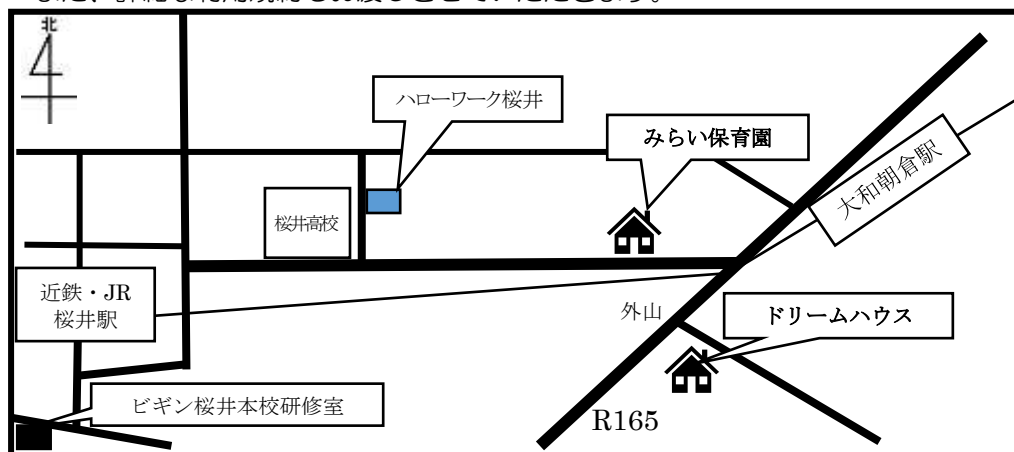 北
ハローワーク桜井
みらい保育園
大和朝倉駅
桜井高校
近鉄・JR
桜井駅
外山
ドリームハウス
ビギン桜井本校研修室
R165